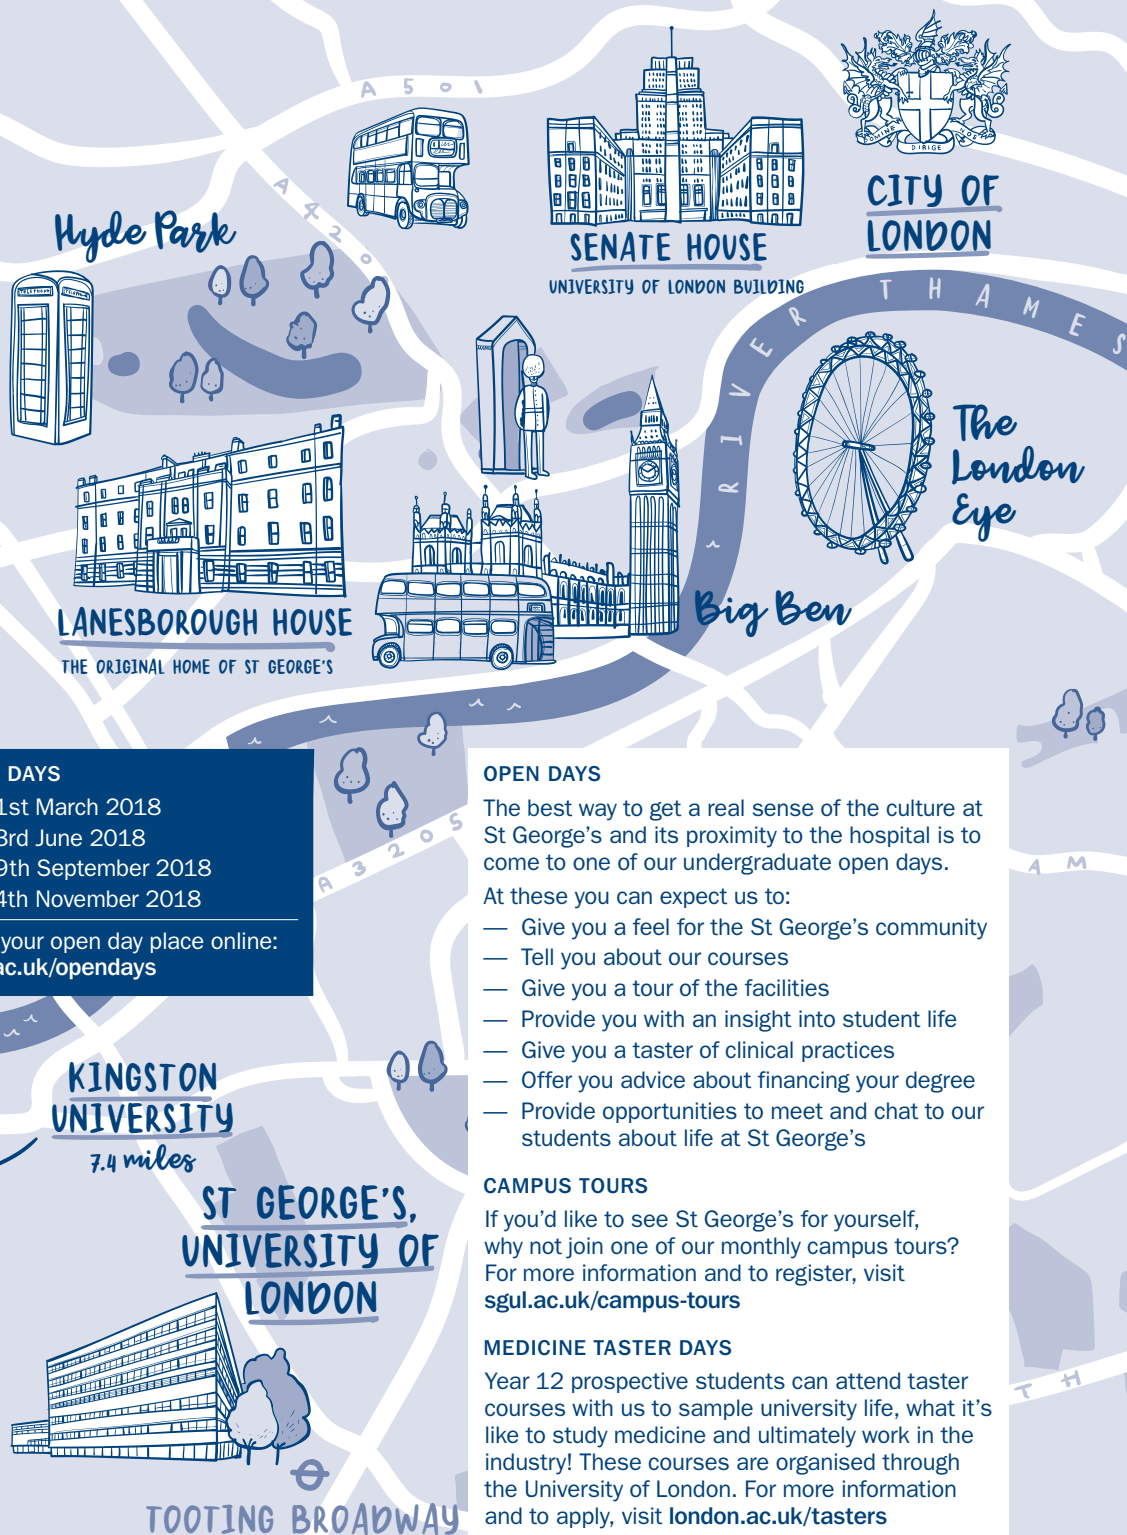 A 501
A 420
Hyde Park
TELEPHONE
SENATE HOUSE
UNIVERSITY OF LONDON BUILDING
DOMINE DIRIGE NOS
CITY OF
LONDON
RIVER THAMES
The
London
Eye
Big Ben
LANESBOROUGH HOUSE
THE ORIGINAL HOME OF ST GEORGE'S
A3205
DAYS
1st March 2018
3rd June 2018
9th September 2018
4th November 2018
your open day place online:
ac.uk/opendays
KINGSTON
UNIVERSITY
7.4 miles
ST GEORGE'S,
UNIVERSITY OF
LONDON
TOOTING BROADWAY
OPEN DAYS
The best way to get a real sense of the culture at
St George's and its proximity to the hospital is to
come to one of our undergraduate open days.
At these you can expect us to:
— Give you a feel for the St George's community
— Tell you about our courses
— Give you a tour of the facilities
— Provide you with an insight into student life
— Give you a taster of clinical practices
— Offer you advice about financing your degree
— Provide opportunities to meet and chat to our
students about life at St George's
CAMPUS TOURS
If you'd like to see St George's for yourself,
why not join one of our monthly campus tours?
For more information and to register, visit
sgul.ac.uk/campus-tours
MEDICINE TASTER DAYS
Year 12 prospective students can attend taster
courses with us to sample university life, what it's
like to study medicine and ultimately work in the
industry! These courses are organised through
the University of London. For more information
and to apply, visit london.ac.uk/tasters
AM
TH